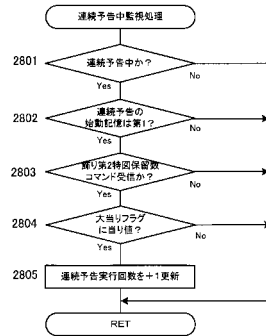 連続予告中監視処理
2801
連続予告中か?
No
Yes
2802
連続予告の
始動記憶は第1?
No
Yes
2803
飾り第2特図保留数
コマンド受信か?
No
Yes
2804
大当りフラグ
に当り値?
No
Yes
2805
連続予告実行回数を+1更新
RET